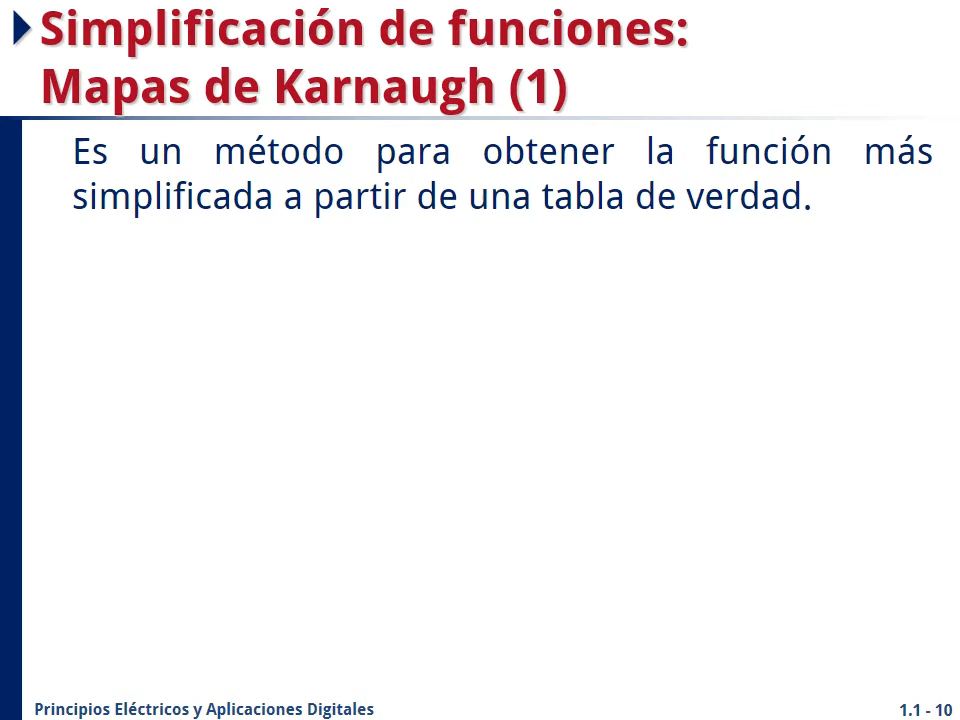 Simplificación de funciones:
Mapas de Karnaugh (1)
Es un método para obtener la función más
simplificada a partir de una tabla de verdad.
Principios Eléctricos y Aplicaciones Digitales
1.1 - 10